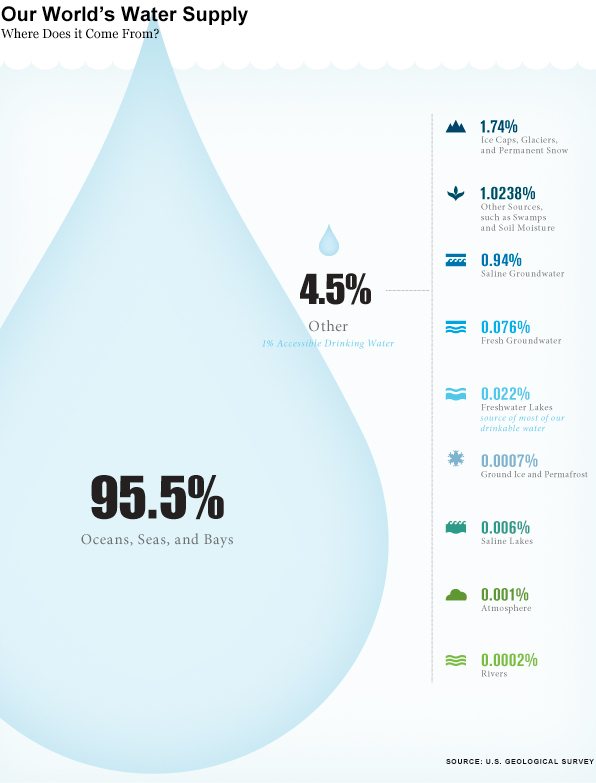 Our World's Water Supply
Where Does it Come From?
1.74%
Ice Caps, Glaciers,
and Permanent Snow
1.0238%
Other Sources,
such as Swamps
and Soil Moisture
0.94%
Saline Groundwater
4.5%
Other
1% Accessible Drinking Water
0.076%
Fresh Groundwater
0.022%
Freshwater Lakes
source of most of our
drinkable water
0.0007%
Ground Ice and Permafrost
95.5%
Oceans, Seas, and Bays
0.006%
Saline Lakes
0.001%
Atmosphere
0.0002%
Rivers
SOURCE: U.S. GEOLOGICAL SURVEY